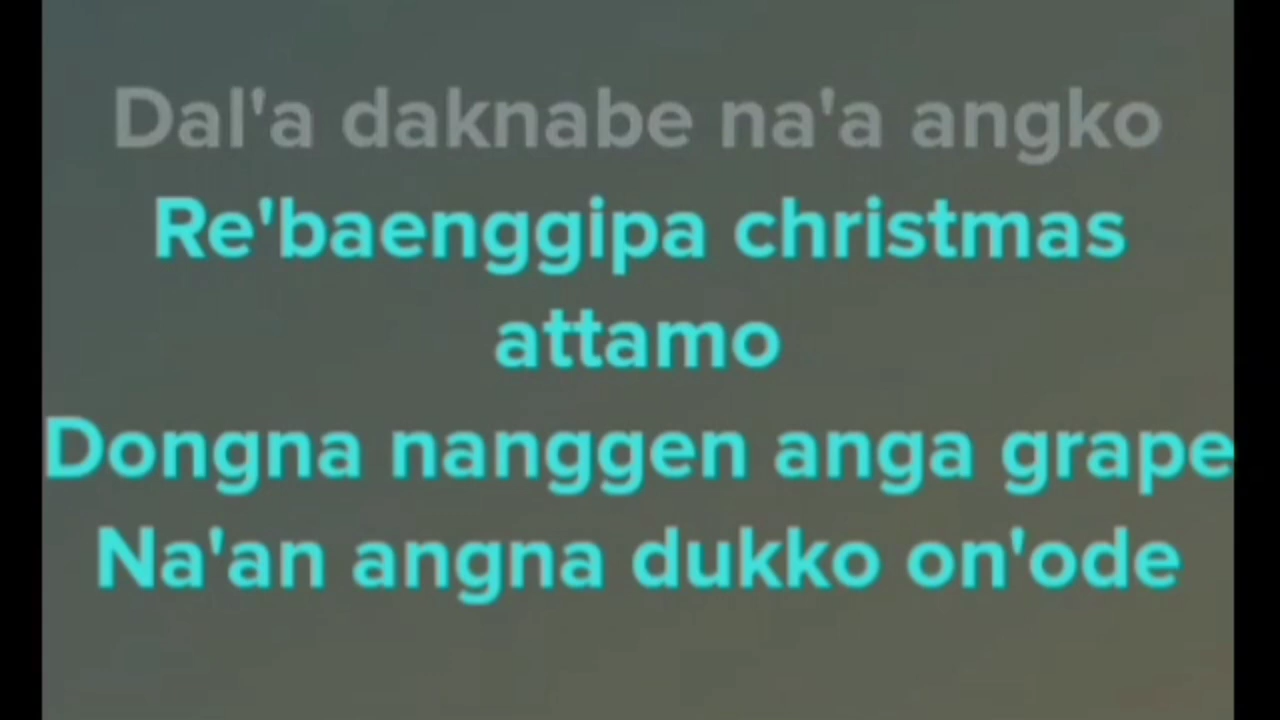 Dal'a daknabe na'a angko
Re'baenggipa christmas
attamo
Dongna nanggen anga grape
Na'an angna dukko on'ode